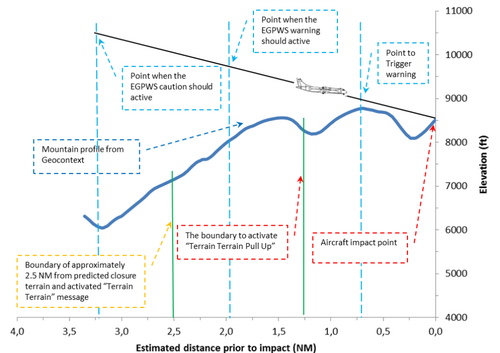 Point when the
EGPWS warning
should active
Point to
Trigger
warning
Point when the
EGPWS caution should
active
Mountain profile from
Geocontext
The boundary to activate
"Terrain Terrain Pull Up"
Aircraft impact point
Boundary of approximately
2.5 NM from predicted closure
terrain and activated "Terrain
Terrain" message
11000
10000
9000
8000
7000
6000
5000
4000
Elevation (ft)
4,0 3,5 3,0 2,5 2,0 1,5 1,0 0,5 0,0
Estimated distance prior to impact (NM)